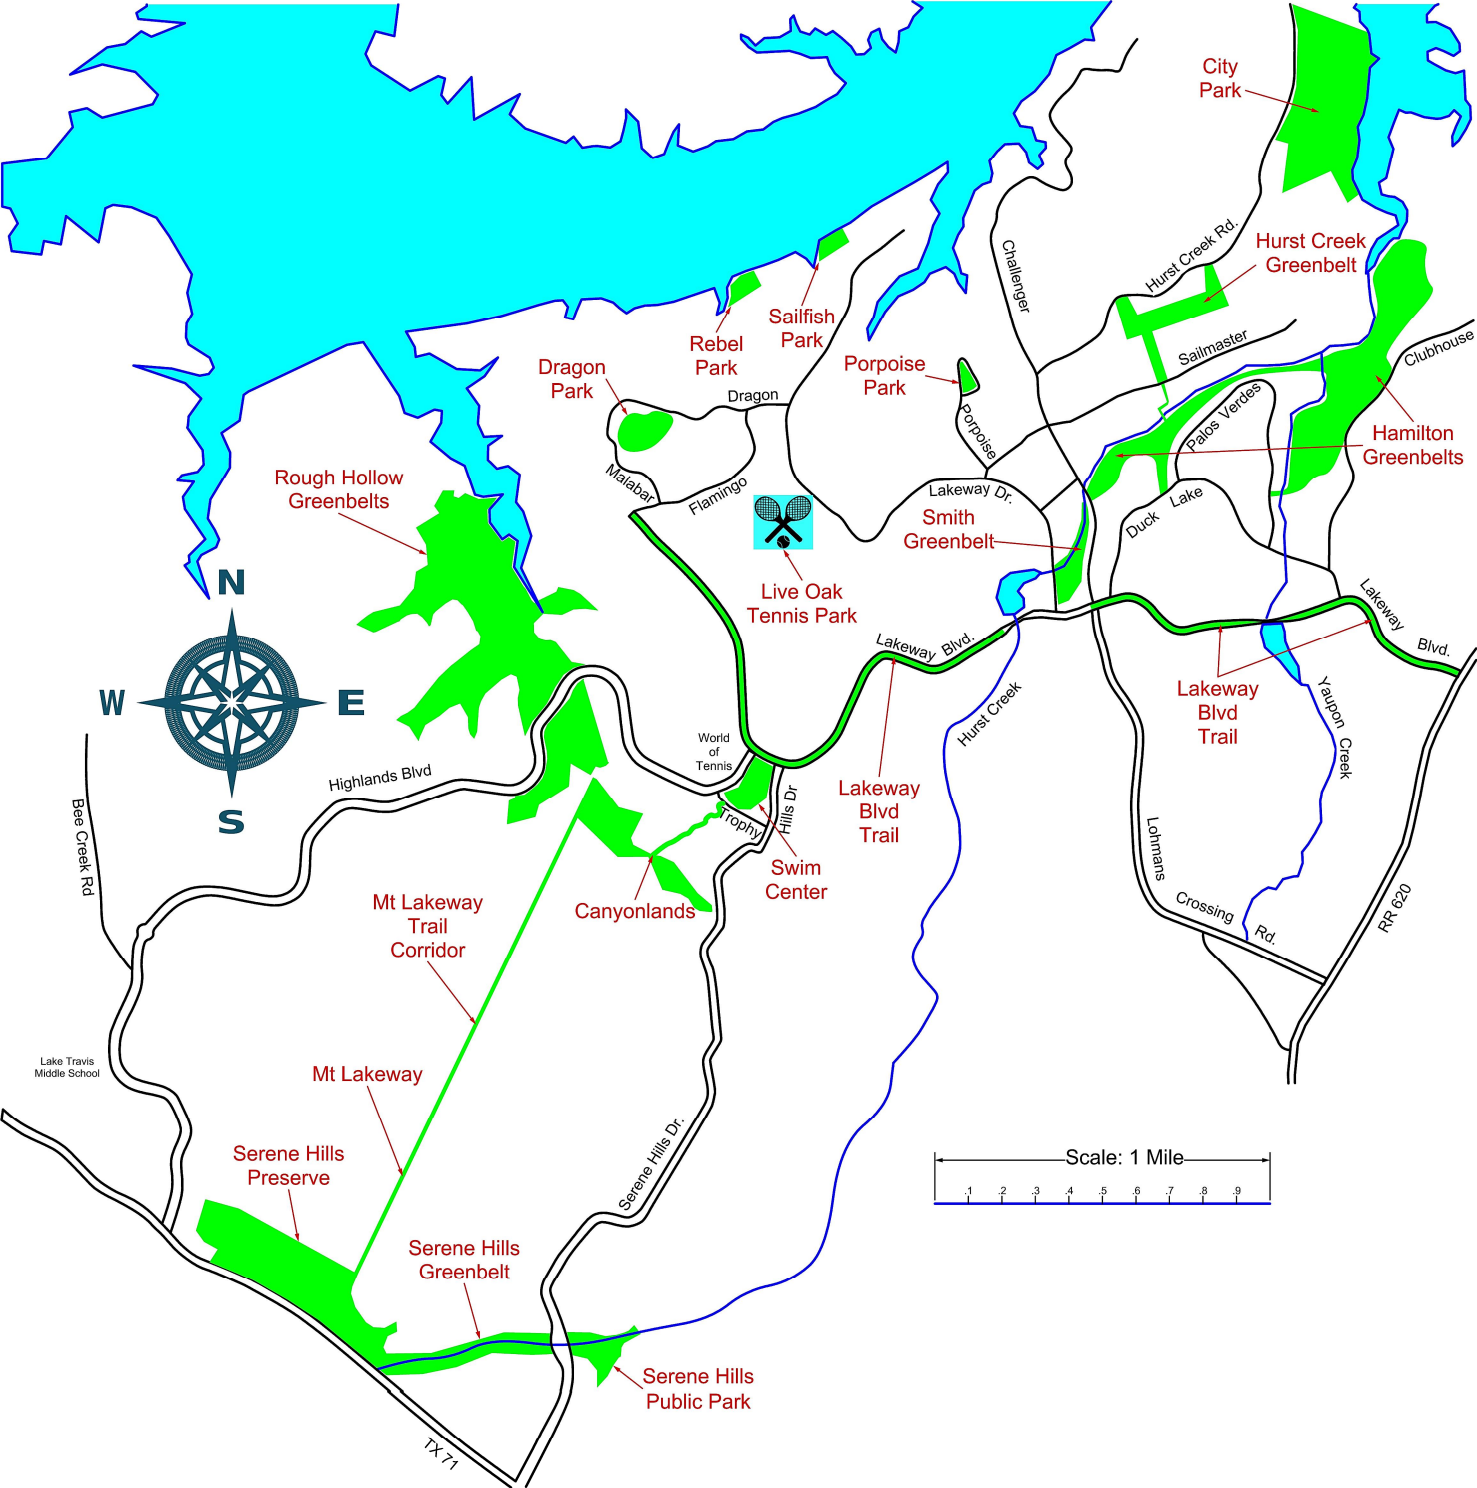 City
Park
Hurst Creek Rd.
Hurst Creek
Greenbelt
Challenger
Sailfish
Park
Rebel
Park
Sailmaster
Clubhouse
Dragon
Park
Porpoise
Park
Dragon
Porpoise
Palos Verdes
Hamilton
Greenbelts
Rough Hollow
Greenbelts
Malabar
Flamingo
Lakeway Dr.
Smith
Greenbelt
Duck Lake
Live Oak
Tennis Park
N
W
E
S
Lakeway Blvd.
Lakeway
Blvd.
Lakeway
Blvd
Trail
Hurst Creek
Yaupon
Creek
World
of
Tennis
Highlands Blvd
Bee Creek Rd
Trophy
Hills Dr
Lakeway
Blvd
Trail
Swim
Center
Lohmans
Crossing
Rd.
RR 620
Canyonlands
Mt Lakeway
Trail
Corridor
Lake Travis
Middle School
Mt Lakeway
Serene Hills Dr.
Scale: 1 Mile
.1 .2 .3 .4 .5 .6 .7 .8 .9
Serene Hills
Preserve
Serene Hills
Greenbelt
Serene Hills
Public Park
TX 71